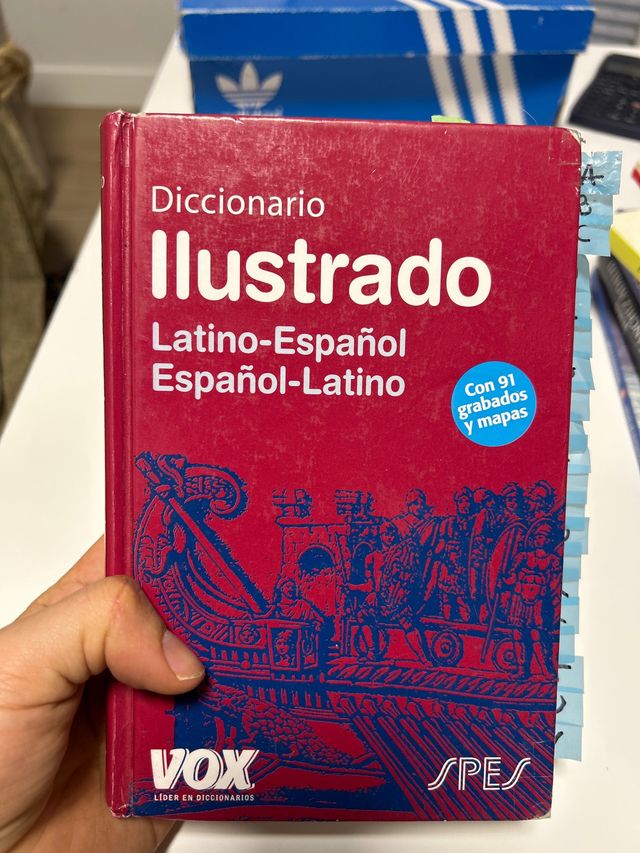 Diccionario
Ilustrado
Latino-Español
Español-Latino
Con 91
grabados
y mapas
VOX
LÍDER EN DICCIONARIOS
SPES
A
B
C